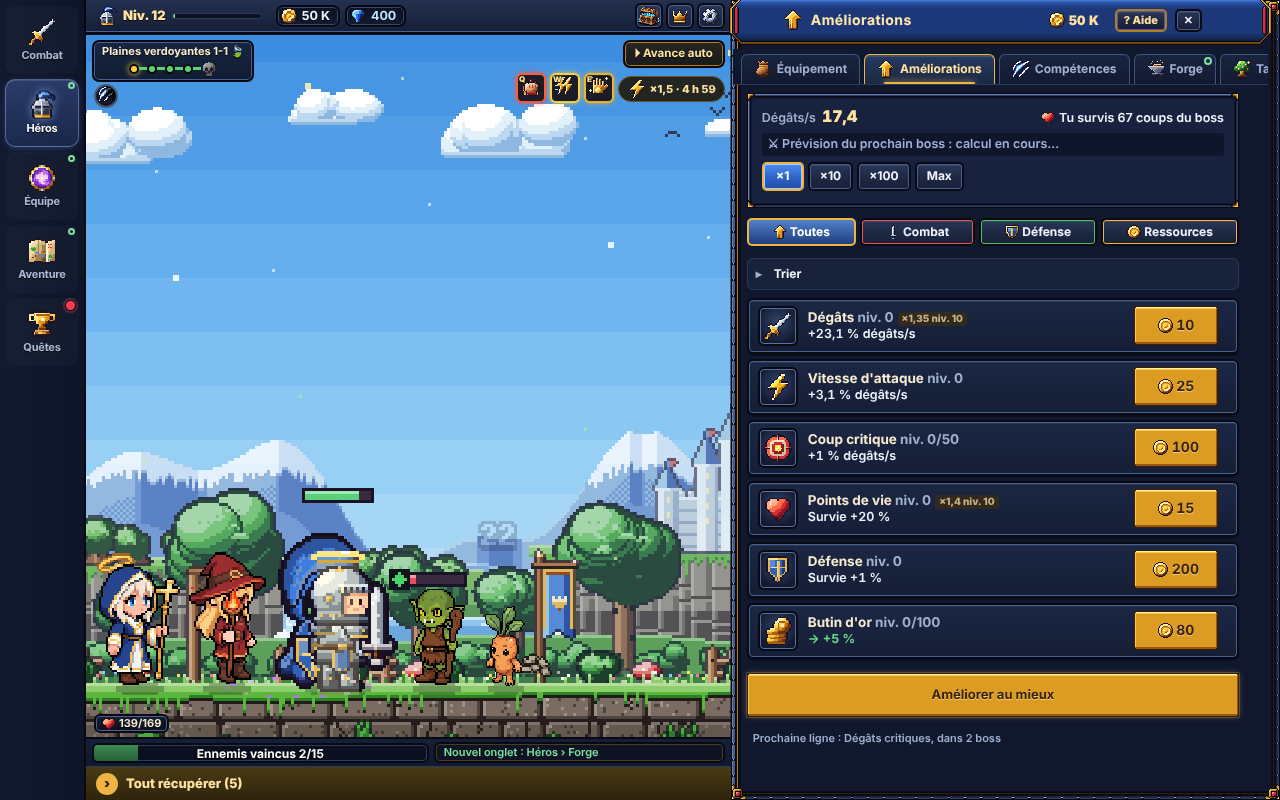 Niv. 12
50 K
400
Combat
Héros
Équipe
Aventure
Quêtes
Plaines verdoyantes 1-1
Avance auto
Q
W
E
×1,5 · 4 h 59
22
139/169
Ennemis vaincus 2/15
Nouvel onglet : Héros › Forge
Tout récupérer (5)
Améliorations
50 K
? Aide
×
Équipement
Améliorations
Compétences
Forge
Ta
Dégâts/s 17,4
Tu survis 67 coups du boss
Prévision du prochain boss : calcul en cours…
×1
×10
×100
Max
Toutes
Combat
Défense
Ressources
Trier
Dégâts niv. 0 ×1,35 niv. 10
+23,1 % dégâts/s
10
Vitesse d'attaque niv. 0
+3,1 % dégâts/s
25
Coup critique niv. 0/50
+1 % dégâts/s
100
Points de vie niv. 0 ×1,4 niv. 10
Survie +20 %
15
Défense niv. 0
Survie +1 %
200
Butin d'or niv. 0/100
→ +5 %
80
Améliorer au mieux
Prochaine ligne : Dégâts critiques, dans 2 boss